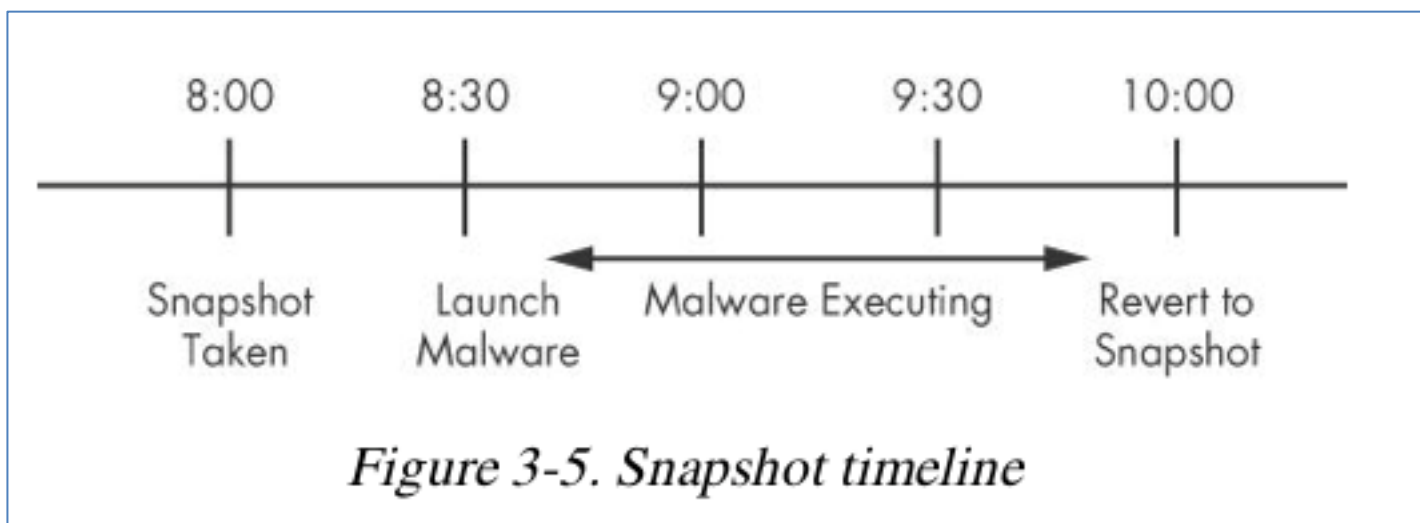 8:00 8:30 9:00 9:30 10:00
Snapshot Launch Malware Executing Revert to
Taken Malware Snapshot
Figure 3-5. Snapshot timeline